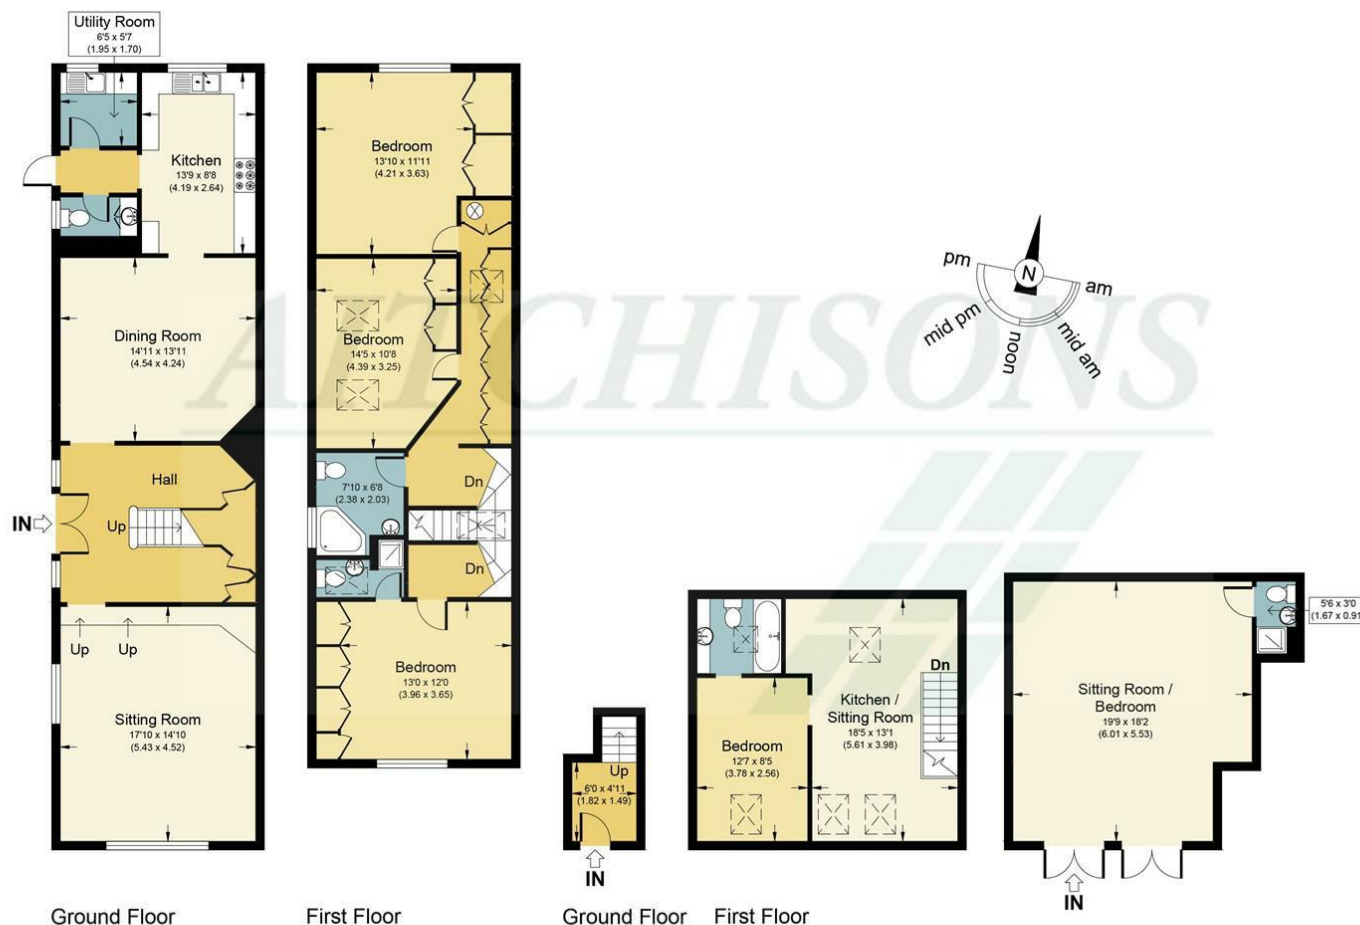 Utility Room
6'5 x 5'7
(1.95 x 1.70)
Kitchen
13'9 x 8'8
(4.19 x 2.64)
Dining Room
14'11 x 13'11
(4.54 x 4.24)
Hall
Up
IN
Up
Up
Sitting Room
17'10 x 14'10
(5.43 x 4.52)
Ground Floor
Bedroom
13'10 x 11'11
(4.21 x 3.63)
Bedroom
14'5 x 10'8
(4.39 x 3.25)
7'10 x 6'8
(2.38 x 2.03)
Dn
Dn
Bedroom
13'0 x 12'0
(3.96 x 3.65)
First Floor
AITCHISONS
N
pm
am
mid pm
noon
mid am
Up
6'0 x 4'11
(1.82 x 1.49)
IN
Ground Floor
Dn
Kitchen /
Sitting Room
18'5 x 13'1
(5.61 x 3.98)
Bedroom
12'7 x 8'5
(3.78 x 2.56)
First Floor
5'6 x 3'0
(1.67 x 0.91
Sitting Room /
Bedroom
19'9 x 18'2
(6.01 x 5.53)
IN